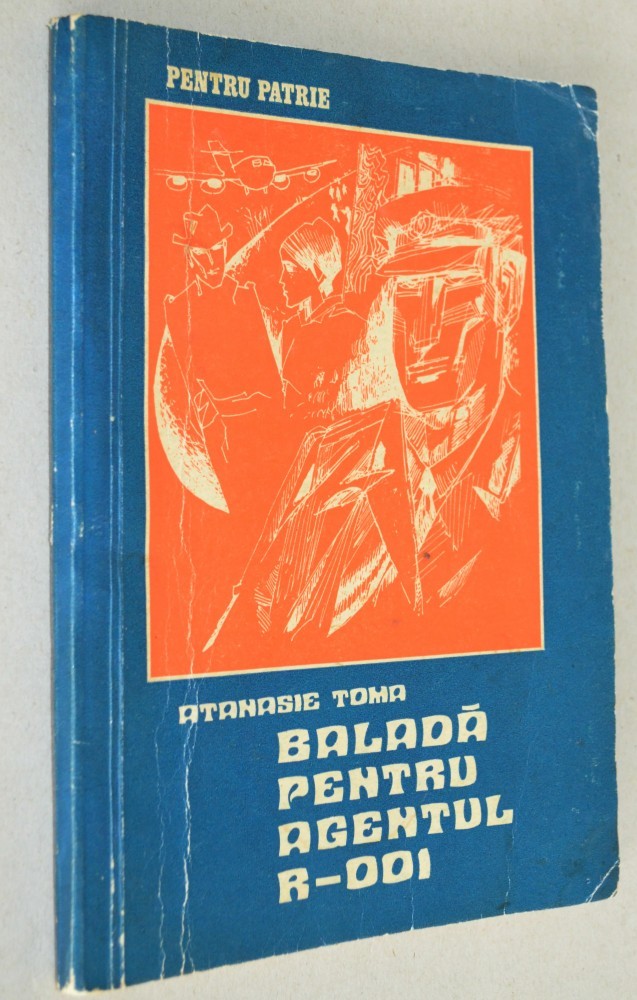 PENTRU PATRIE
ATANASIE TOMA
BALADĂ
PENTRU
AGENTUL
R-001